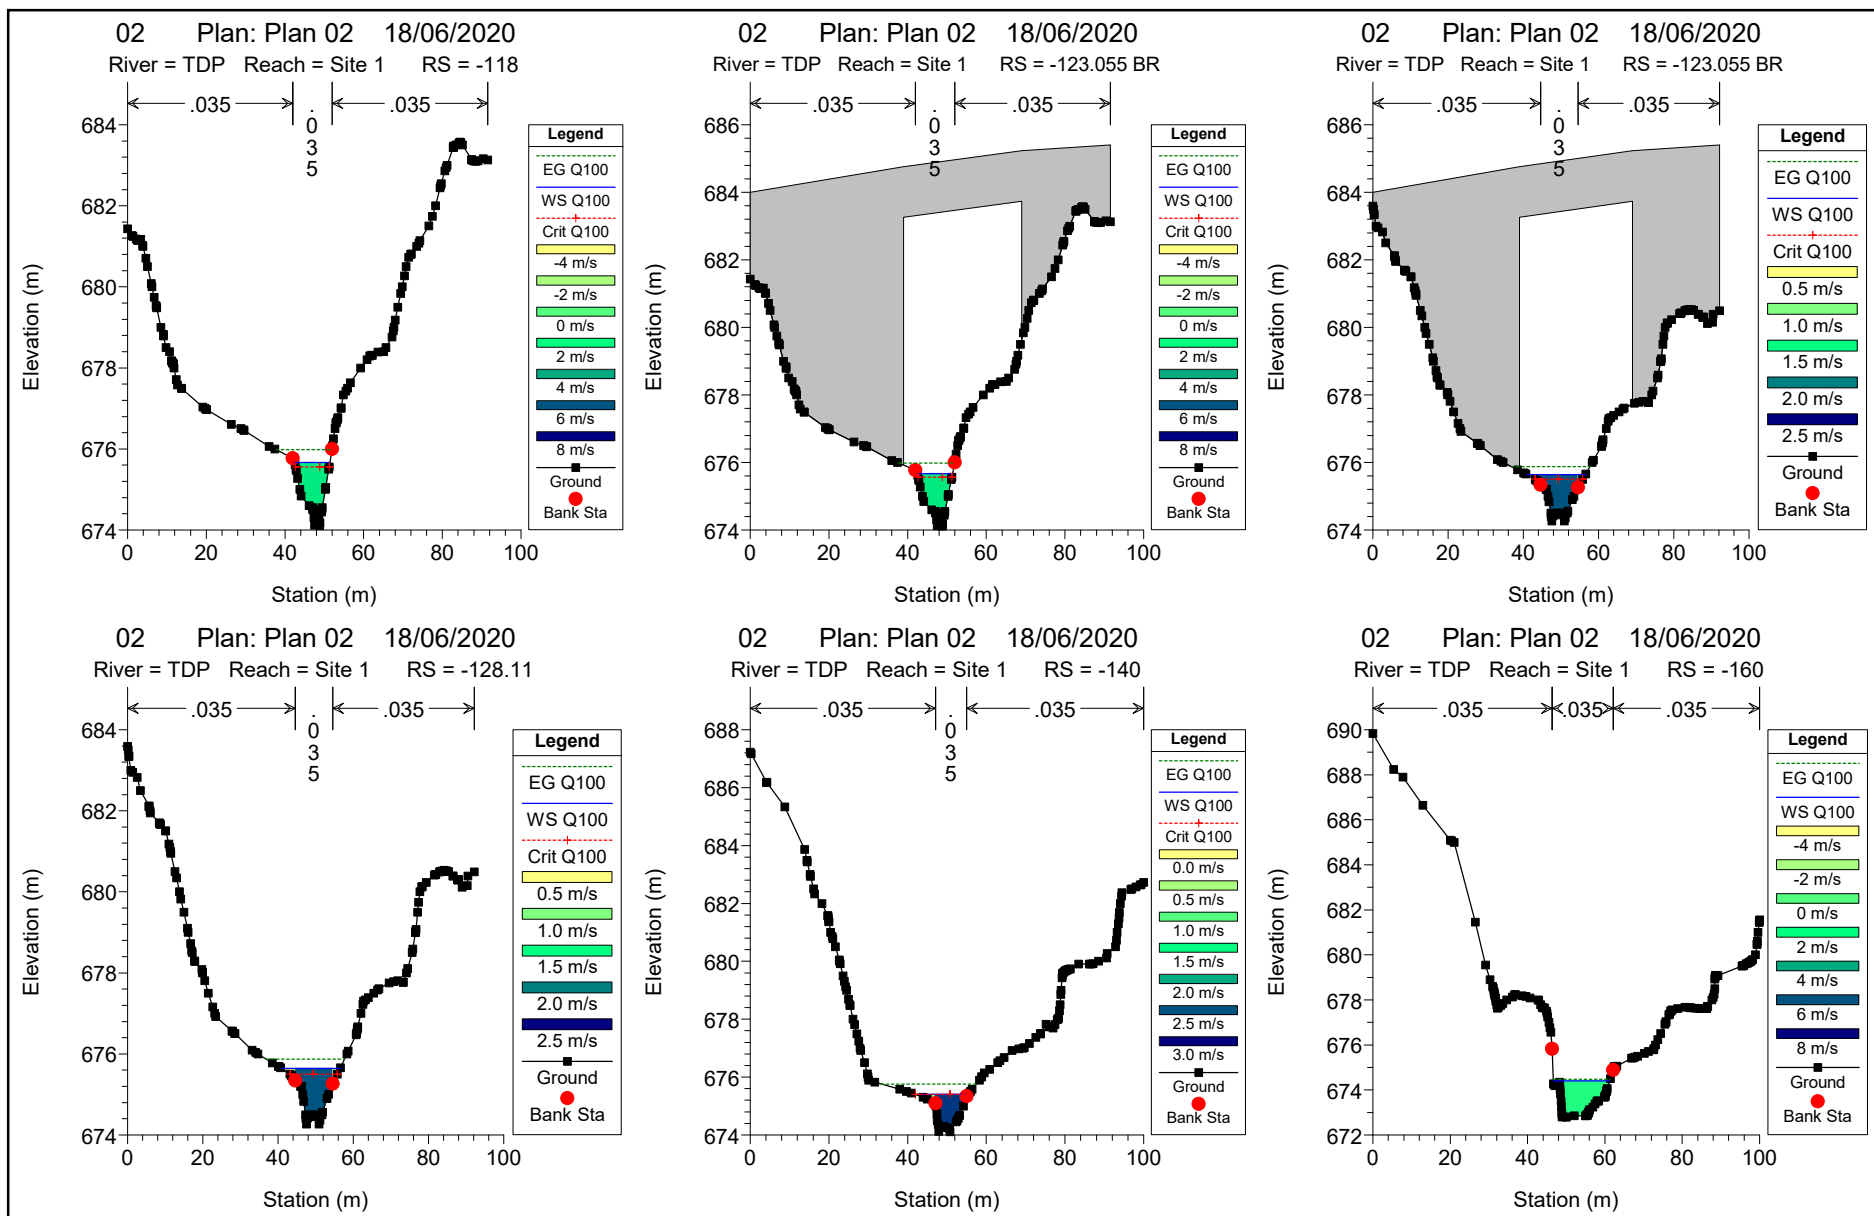 02 Plan: Plan 02 18/06/2020
River = TDP Reach = Site 1 RS = -118
.035
.035
.035
684
682
680
678
676
674
0 20 40 60 80 100
Elevation (m)
Station (m)
Legend
EG Q100
WS Q100
Crit Q100
-4 m/s
-2 m/s
0 m/s
2 m/s
4 m/s
6 m/s
8 m/s
Ground
Bank Sta
02 Plan: Plan 02 18/06/2020
River = TDP Reach = Site 1 RS = -123.055 BR
.035
.035
.035
686
684
682
680
678
676
674
0 20 40 60 80 100
Elevation (m)
Station (m)
Legend
EG Q100
WS Q100
Crit Q100
-4 m/s
-2 m/s
0 m/s
2 m/s
4 m/s
6 m/s
8 m/s
Ground
Bank Sta
02 Plan: Plan 02 18/06/2020
River = TDP Reach = Site 1 RS = -123.055 BR
.035
.035
.035
686
684
682
680
678
676
674
0 20 40 60 80 100
Elevation (m)
Station (m)
Legend
EG Q100
WS Q100
Crit Q100
0.5 m/s
1.0 m/s
1.5 m/s
2.0 m/s
2.5 m/s
Ground
Bank Sta
02 Plan: Plan 02 18/06/2020
River = TDP Reach = Site 1 RS = -128.11
.035
.035
.035
684
682
680
678
676
674
0 20 40 60 80 100
Elevation (m)
Station (m)
Legend
EG Q100
WS Q100
Crit Q100
0.5 m/s
1.0 m/s
1.5 m/s
2.0 m/s
2.5 m/s
Ground
Bank Sta
02 Plan: Plan 02 18/06/2020
River = TDP Reach = Site 1 RS = -140
.035
.035
.035
688
686
684
682
680
678
676
674
0 20 40 60 80 100
Elevation (m)
Station (m)
Legend
EG Q100
WS Q100
Crit Q100
0.0 m/s
0.5 m/s
1.0 m/s
1.5 m/s
2.0 m/s
2.5 m/s
3.0 m/s
Ground
Bank Sta
02 Plan: Plan 02 18/06/2020
River = TDP Reach = Site 1 RS = -160
.035
.035
.035
690
688
686
684
682
680
678
676
674
672
0 20 40 60 80 100
Elevation (m)
Station (m)
Legend
EG Q100
WS Q100
-4 m/s
-2 m/s
0 m/s
2 m/s
4 m/s
6 m/s
8 m/s
Ground
Bank Sta